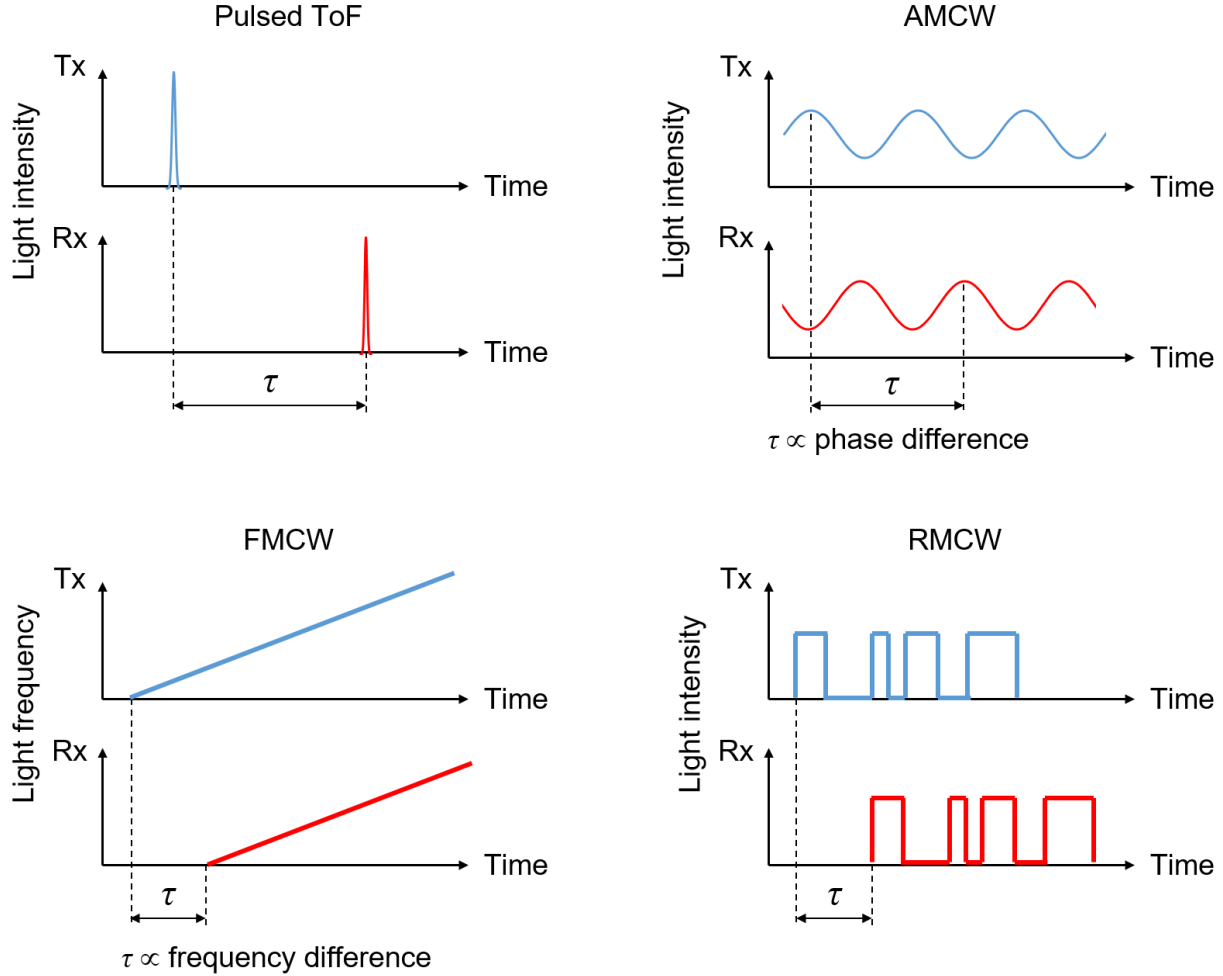 Pulsed ToF
Tx
Light intensity
Time
Rx
Time
τ
AMCW
Tx
Light intensity
Time
Rx
Time
τ
τ ∝ phase difference
FMCW
Tx
Light frequency
Time
Rx
Time
τ
τ ∝ frequency difference
RMCW
Tx
Light intensity
Time
Rx
Time
τ